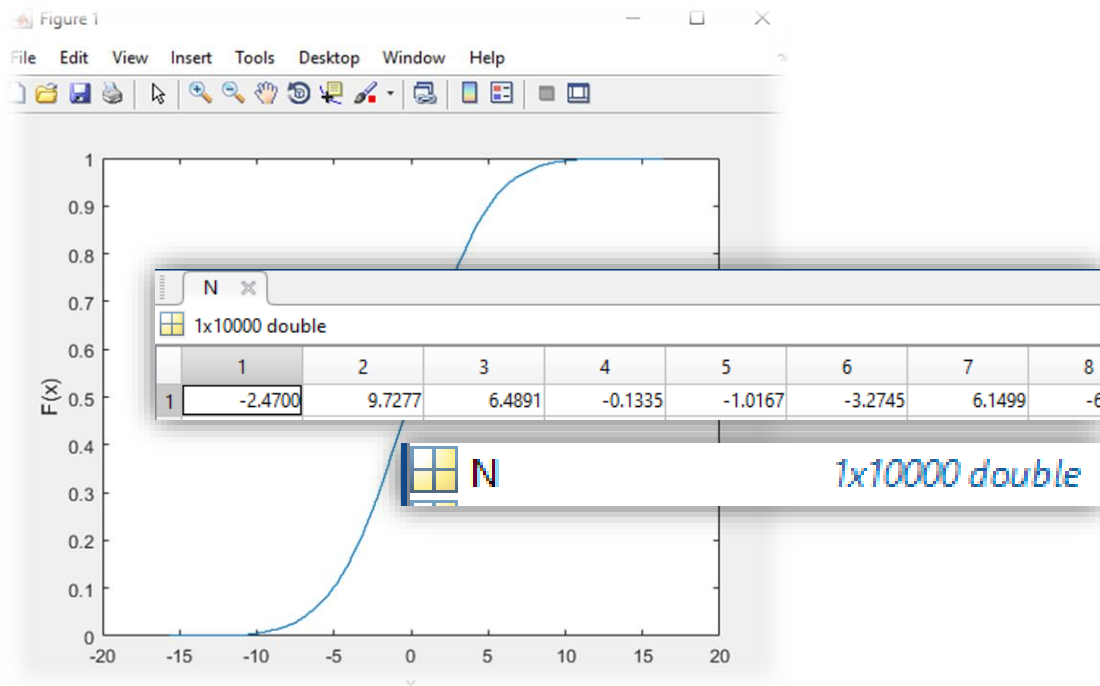 Figure 1
File Edit View Insert Tools Desktop Window Help
1
0.9
0.8
0.7
0.6
0.5
0.4
0.3
0.2
0.1
0
F(x)
-20 -15 -10 -5 0 5 10 15 20
N
1x10000 double
1 2 3 4 5 6 7 8
1 -2.4700 9.7277 6.4891 -0.1335 -1.0167 -3.2745 6.1499 -6
N 1x10000 double